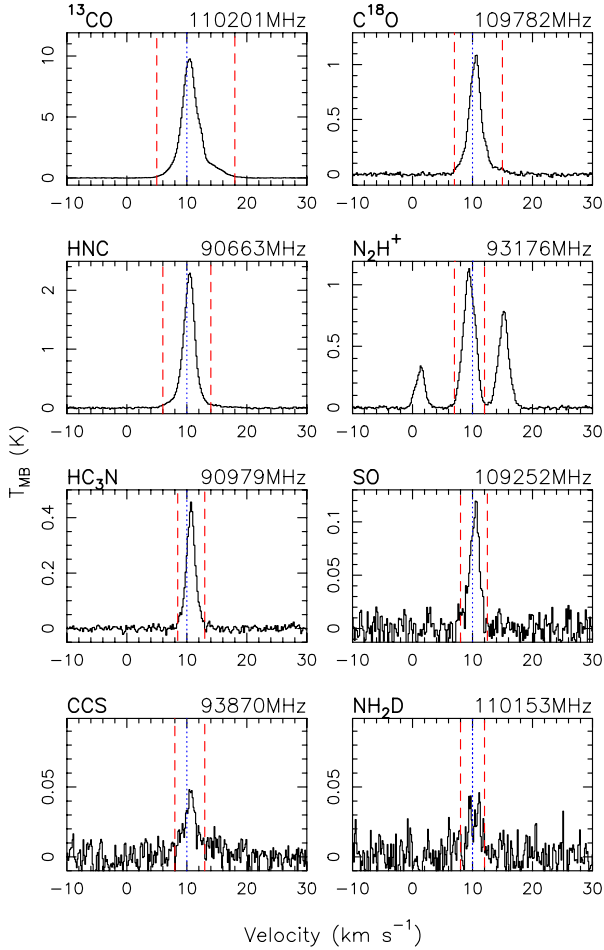 ¹³CO 110201MHz C¹⁸O 109782MHz
10
5
0
1
0.5
0
−10 0 10 20 30 −10 0 10 20 30
HNC 90663MHz N₂H⁺ 93176MHz
2
1
0
1
0.5
0
−10 0 10 20 30 −10 0 10 20 30
T_MB (K)
HC₃N 90979MHz SO 109252MHz
0.4
0.2
0
0.1
0.05
0
−10 0 10 20 30 −10 0 10 20 30
CCS 93870MHz NH₂D 110153MHz
0.05
0
0.05
0
−10 0 10 20 30 −10 0 10 20 30
Velocity (km s⁻¹)